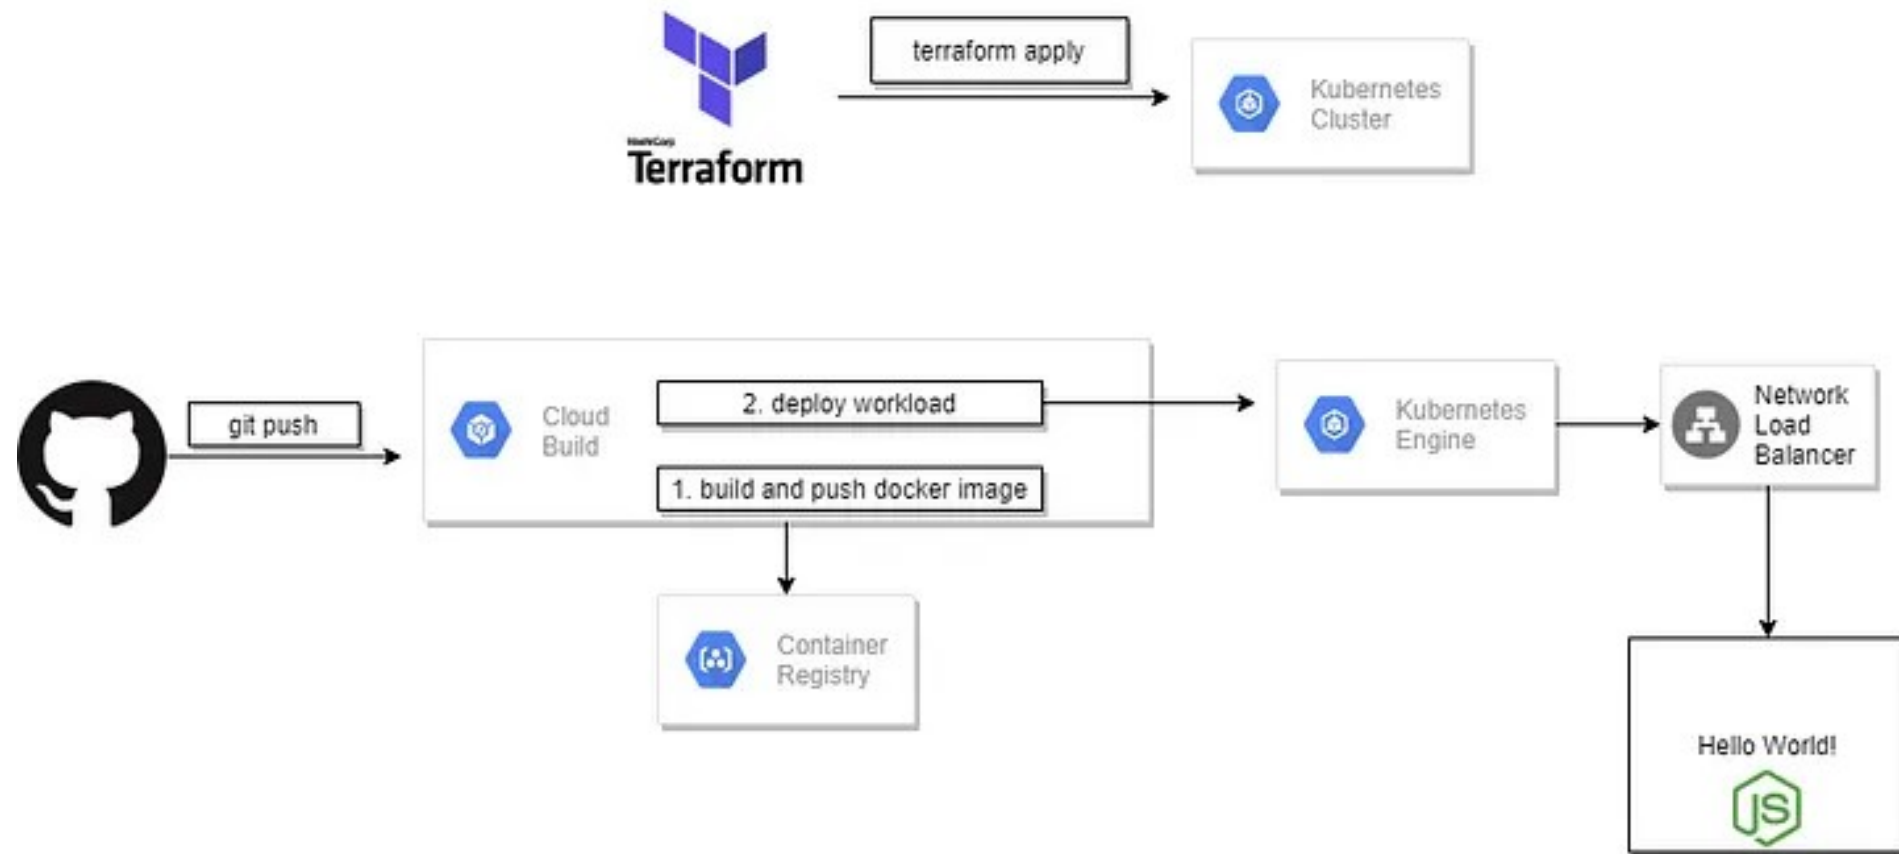 terraform apply
Kubernetes
Cluster
HashiCorp
Terraform
git push
Cloud
Build
2. deploy workload
1. build and push docker image
Kubernetes
Engine
Network
Load
Balancer
Container
Registry
Hello World!
JS